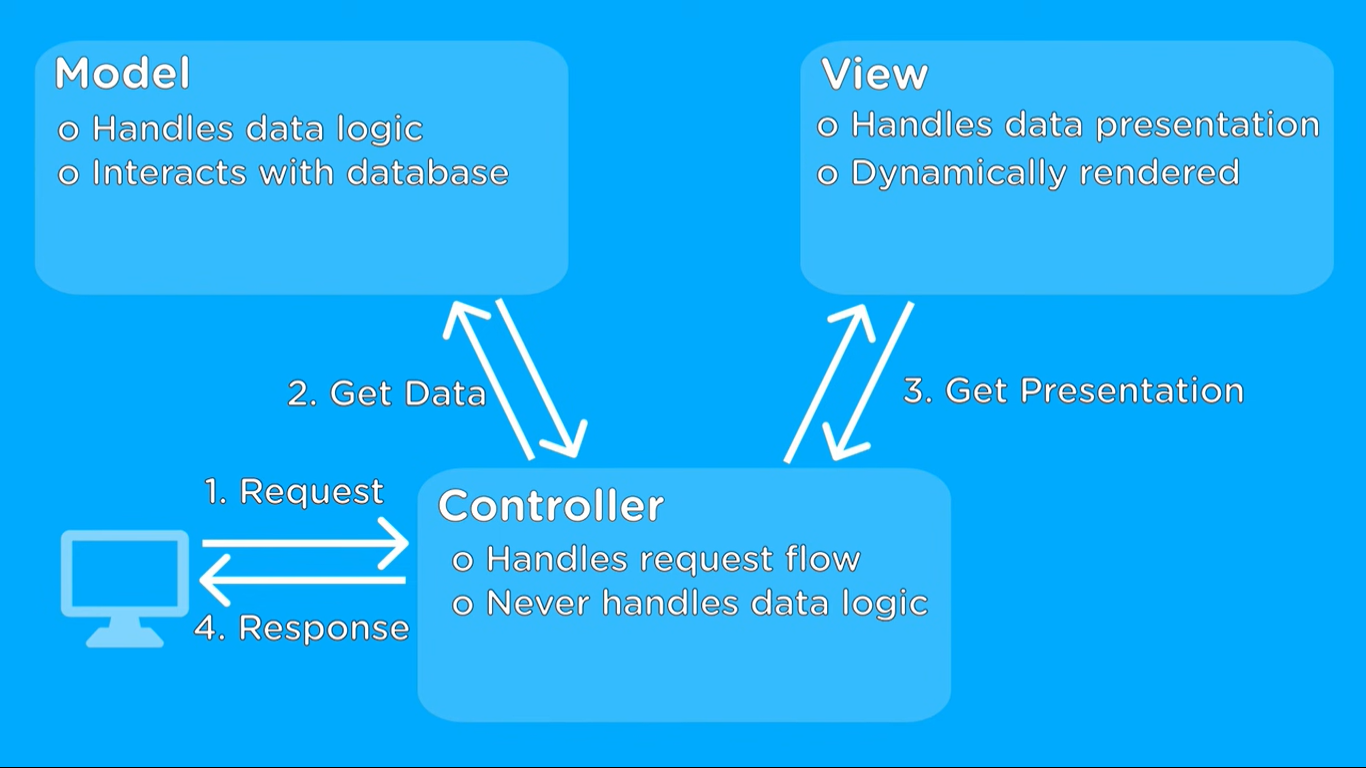 Model
o Handles data logic
o Interacts with database
View
o Handles data presentation
o Dynamically rendered
2. Get Data
3. Get Presentation
1. Request
4. Response
Controller
o Handles request flow
o Never handles data logic